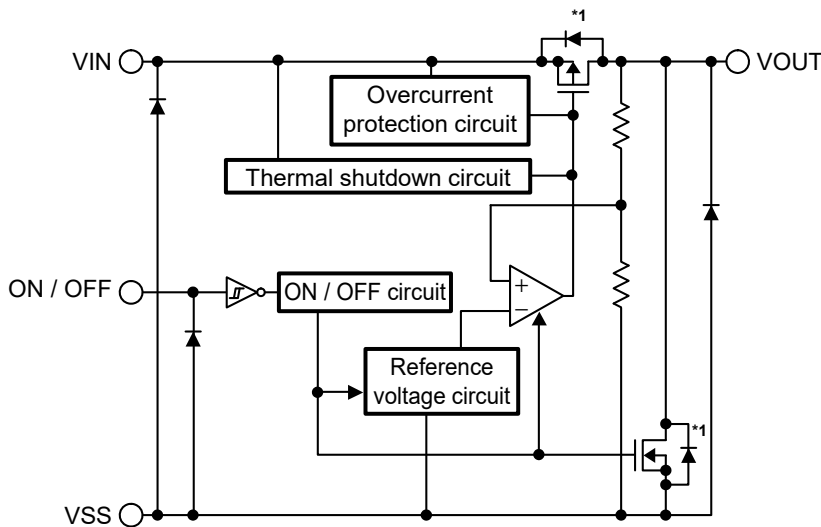 *1
VIN
VOUT
Overcurrent
protection circuit
Thermal shutdown circuit
ON / OFF
ON / OFF circuit
+
−
Reference
voltage circuit
*1
VSS